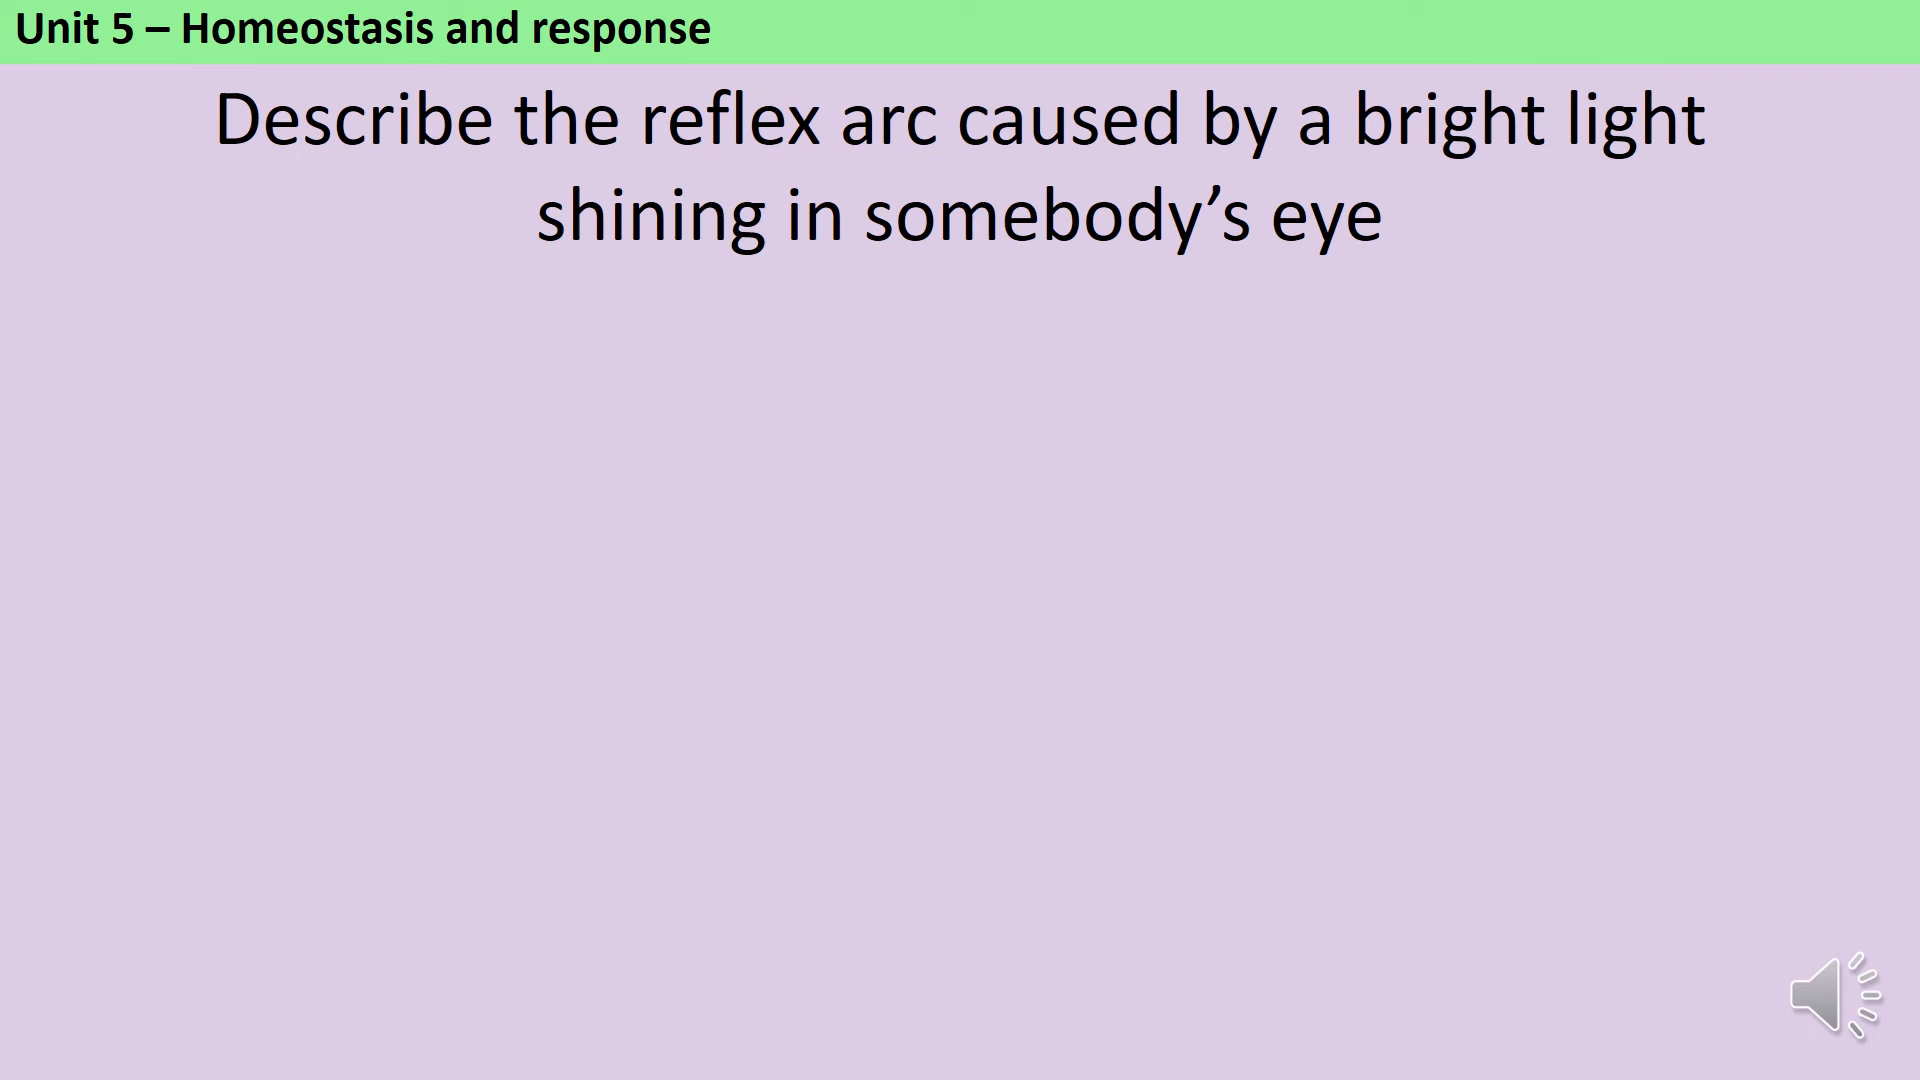 Unit 5 – Homeostasis and response
Describe the reflex arc caused by a bright light
shining in somebody’s eye